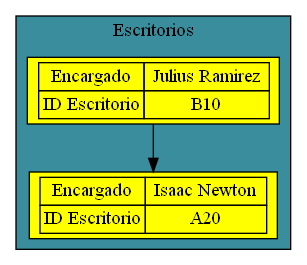 Escritorios
Encargado Julius Ramirez
ID Escritorio B10
Encargado Isaac Newton
ID Escritorio A20